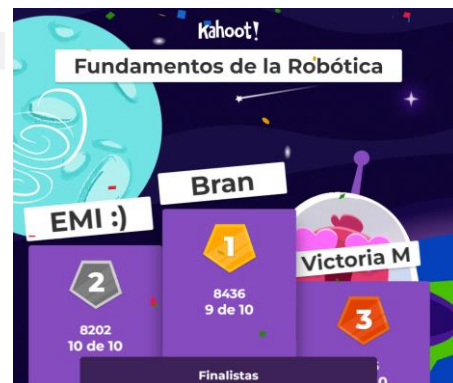 Kahoot!
Fundamentos de la Robótica
Bran
EMI :)
Victoria M
1
2
3
8436
9 de 10
8202
10 de 10
Finalistas